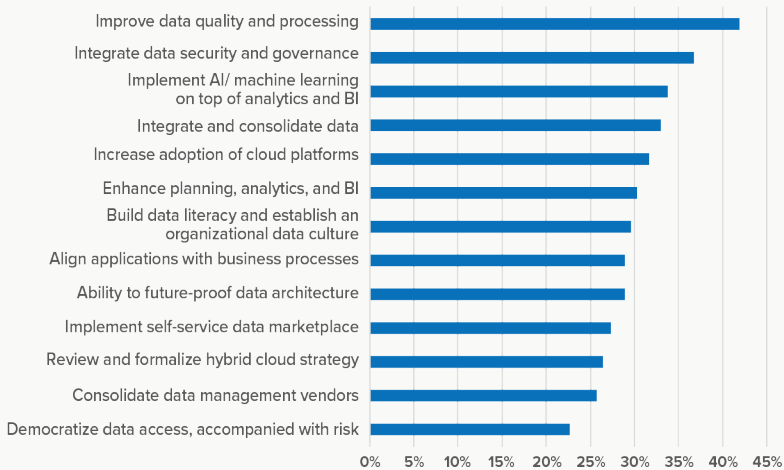 Improve data quality and processing
Integrate data security and governance
Implement AI/ machine learning
on top of analytics and BI
Integrate and consolidate data
Increase adoption of cloud platforms
Enhance planning, analytics, and BI
Build data literacy and establish an
organizational data culture
Align applications with business processes
Ability to future-proof data architecture
Implement self-service data marketplace
Review and formalize hybrid cloud strategy
Consolidate data management vendors
Democratize data access, accompanied with risk
0% 5% 10% 15% 20% 25% 30% 35% 40% 45%